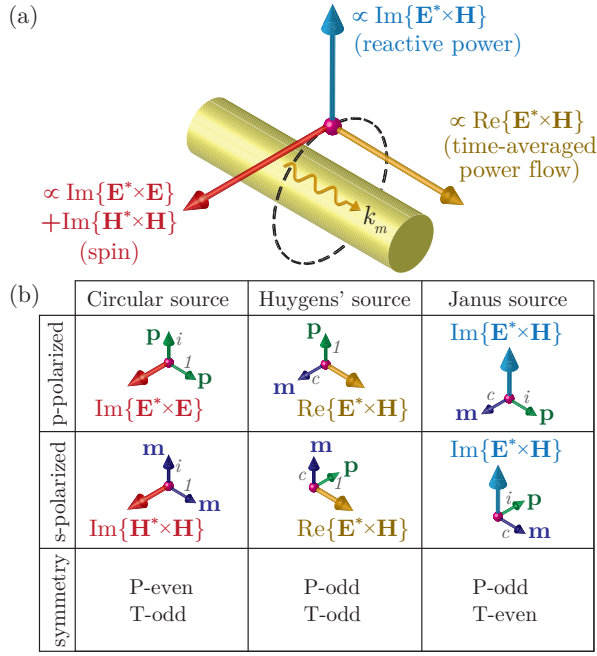 (a)
∝ Im{E*×H}
(reactive power)
∝ Re{E*×H}
(time-averaged
power flow)
∝ Im{E*×E}
+Im{H*×H}
(spin)
k_m
(b)
Circular source
Huygens' source
Janus source
p-polarized
p
i
1
p
Im{E*×E}
p
1
m
c
Re{E*×H}
Im{E*×H}
c
i
m
p
s-polarized
m
i
1
m
Im{H*×H}
m
p
c
1
Re{E*×H}
Im{E*×H}
i
p
c
m
symmetry
P-even
T-odd
P-odd
T-odd
P-odd
T-even